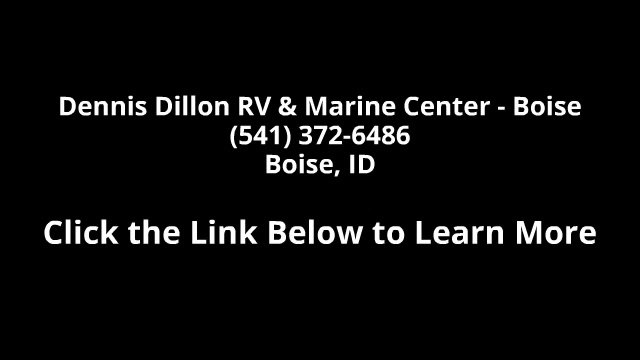 Dennis Dillon RV & Marine Center - Boise
(541) 372-6486
Boise, ID
Click the Link Below to Learn More